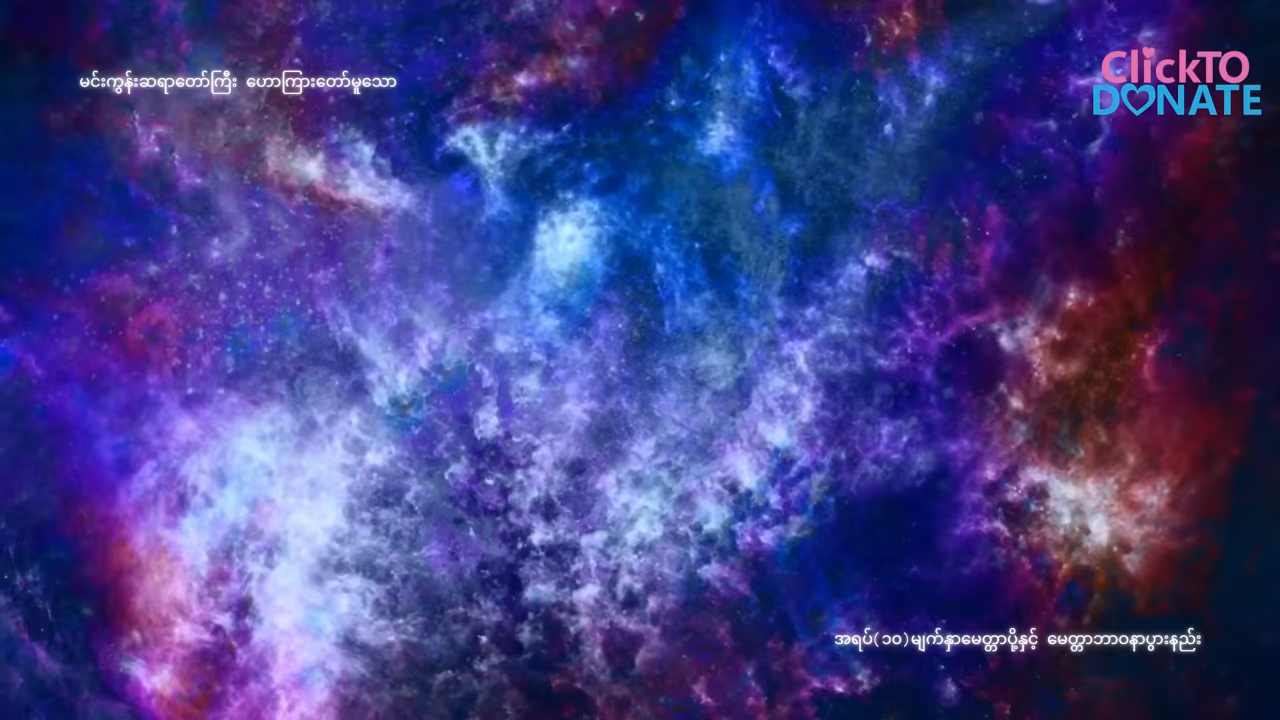 မင်းကွန်းဆရာတော်ကြီး ဟောကြားတော်မူသော
ClickTO
DONATE
အရပ်(၁၀)မျက်နှာမေတ္တာပို့နှင့် မေတ္တာဘာဝနာပွားနည်း